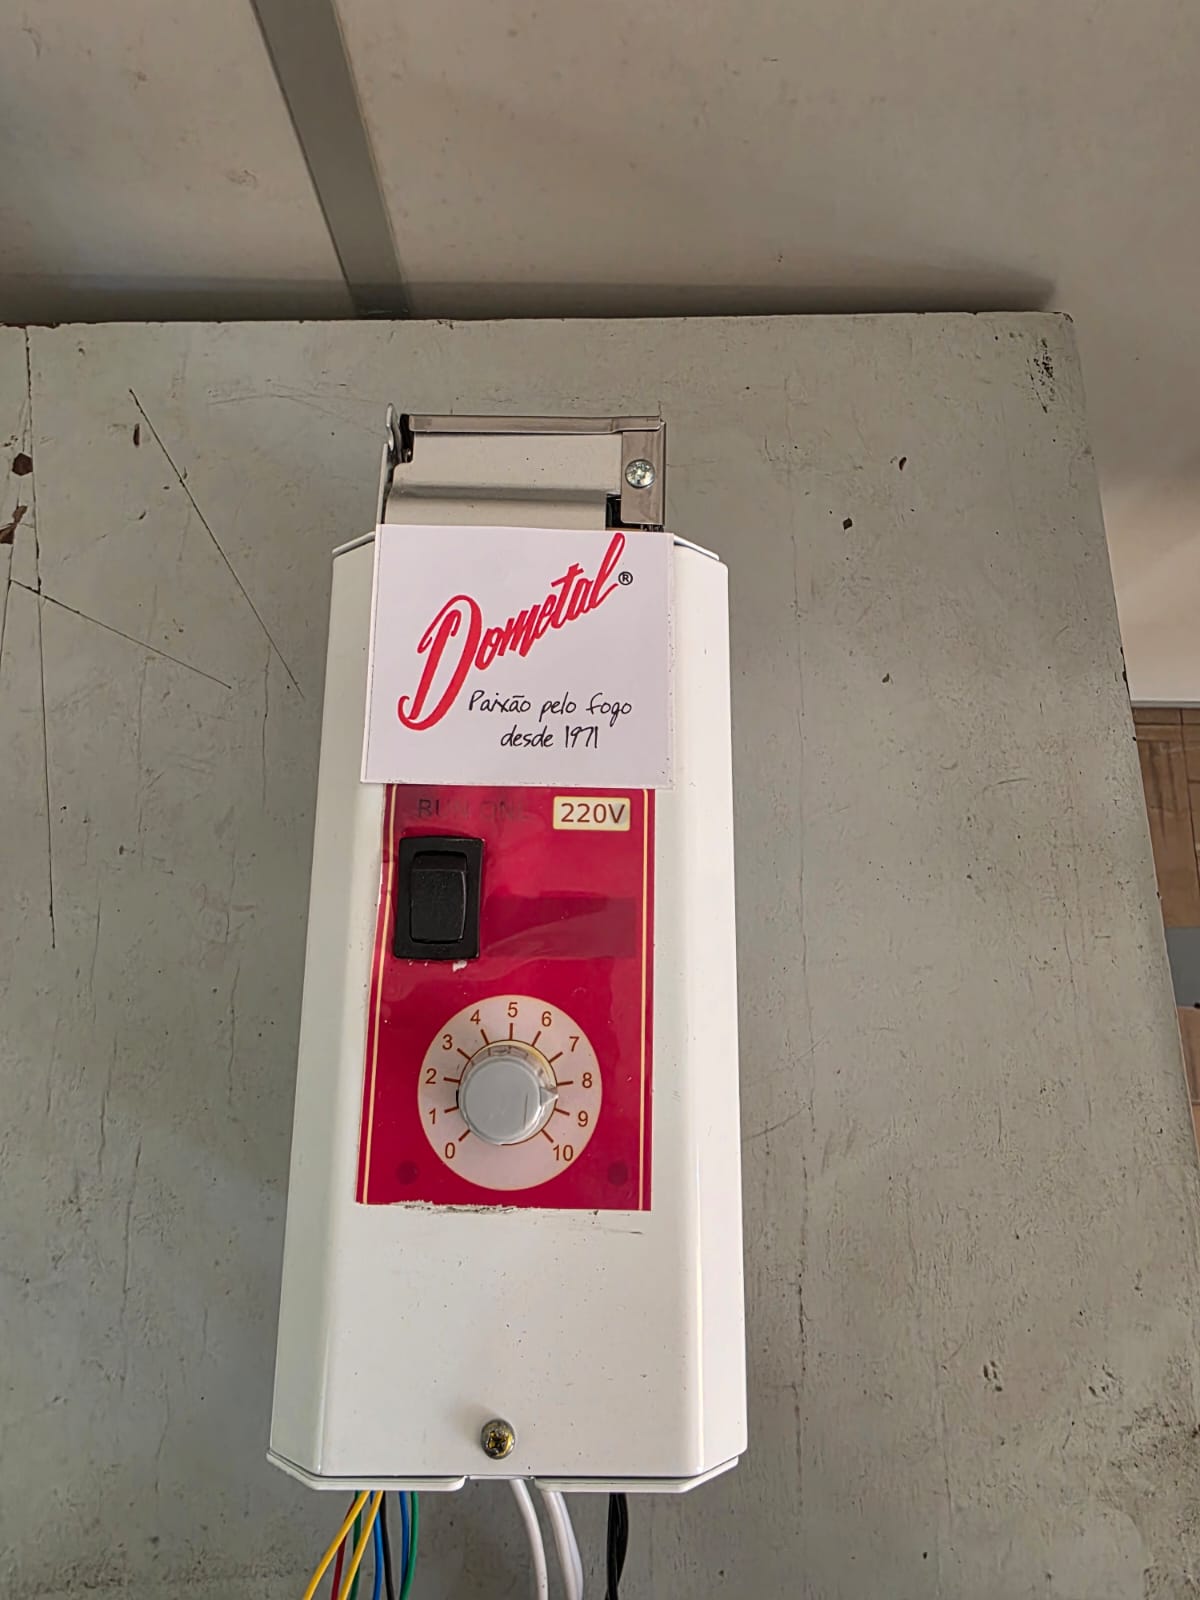 Dometal®
Paixão pelo fogo
desde 1971
220V
0 1 2 3 4 5 6 7 8 9 10